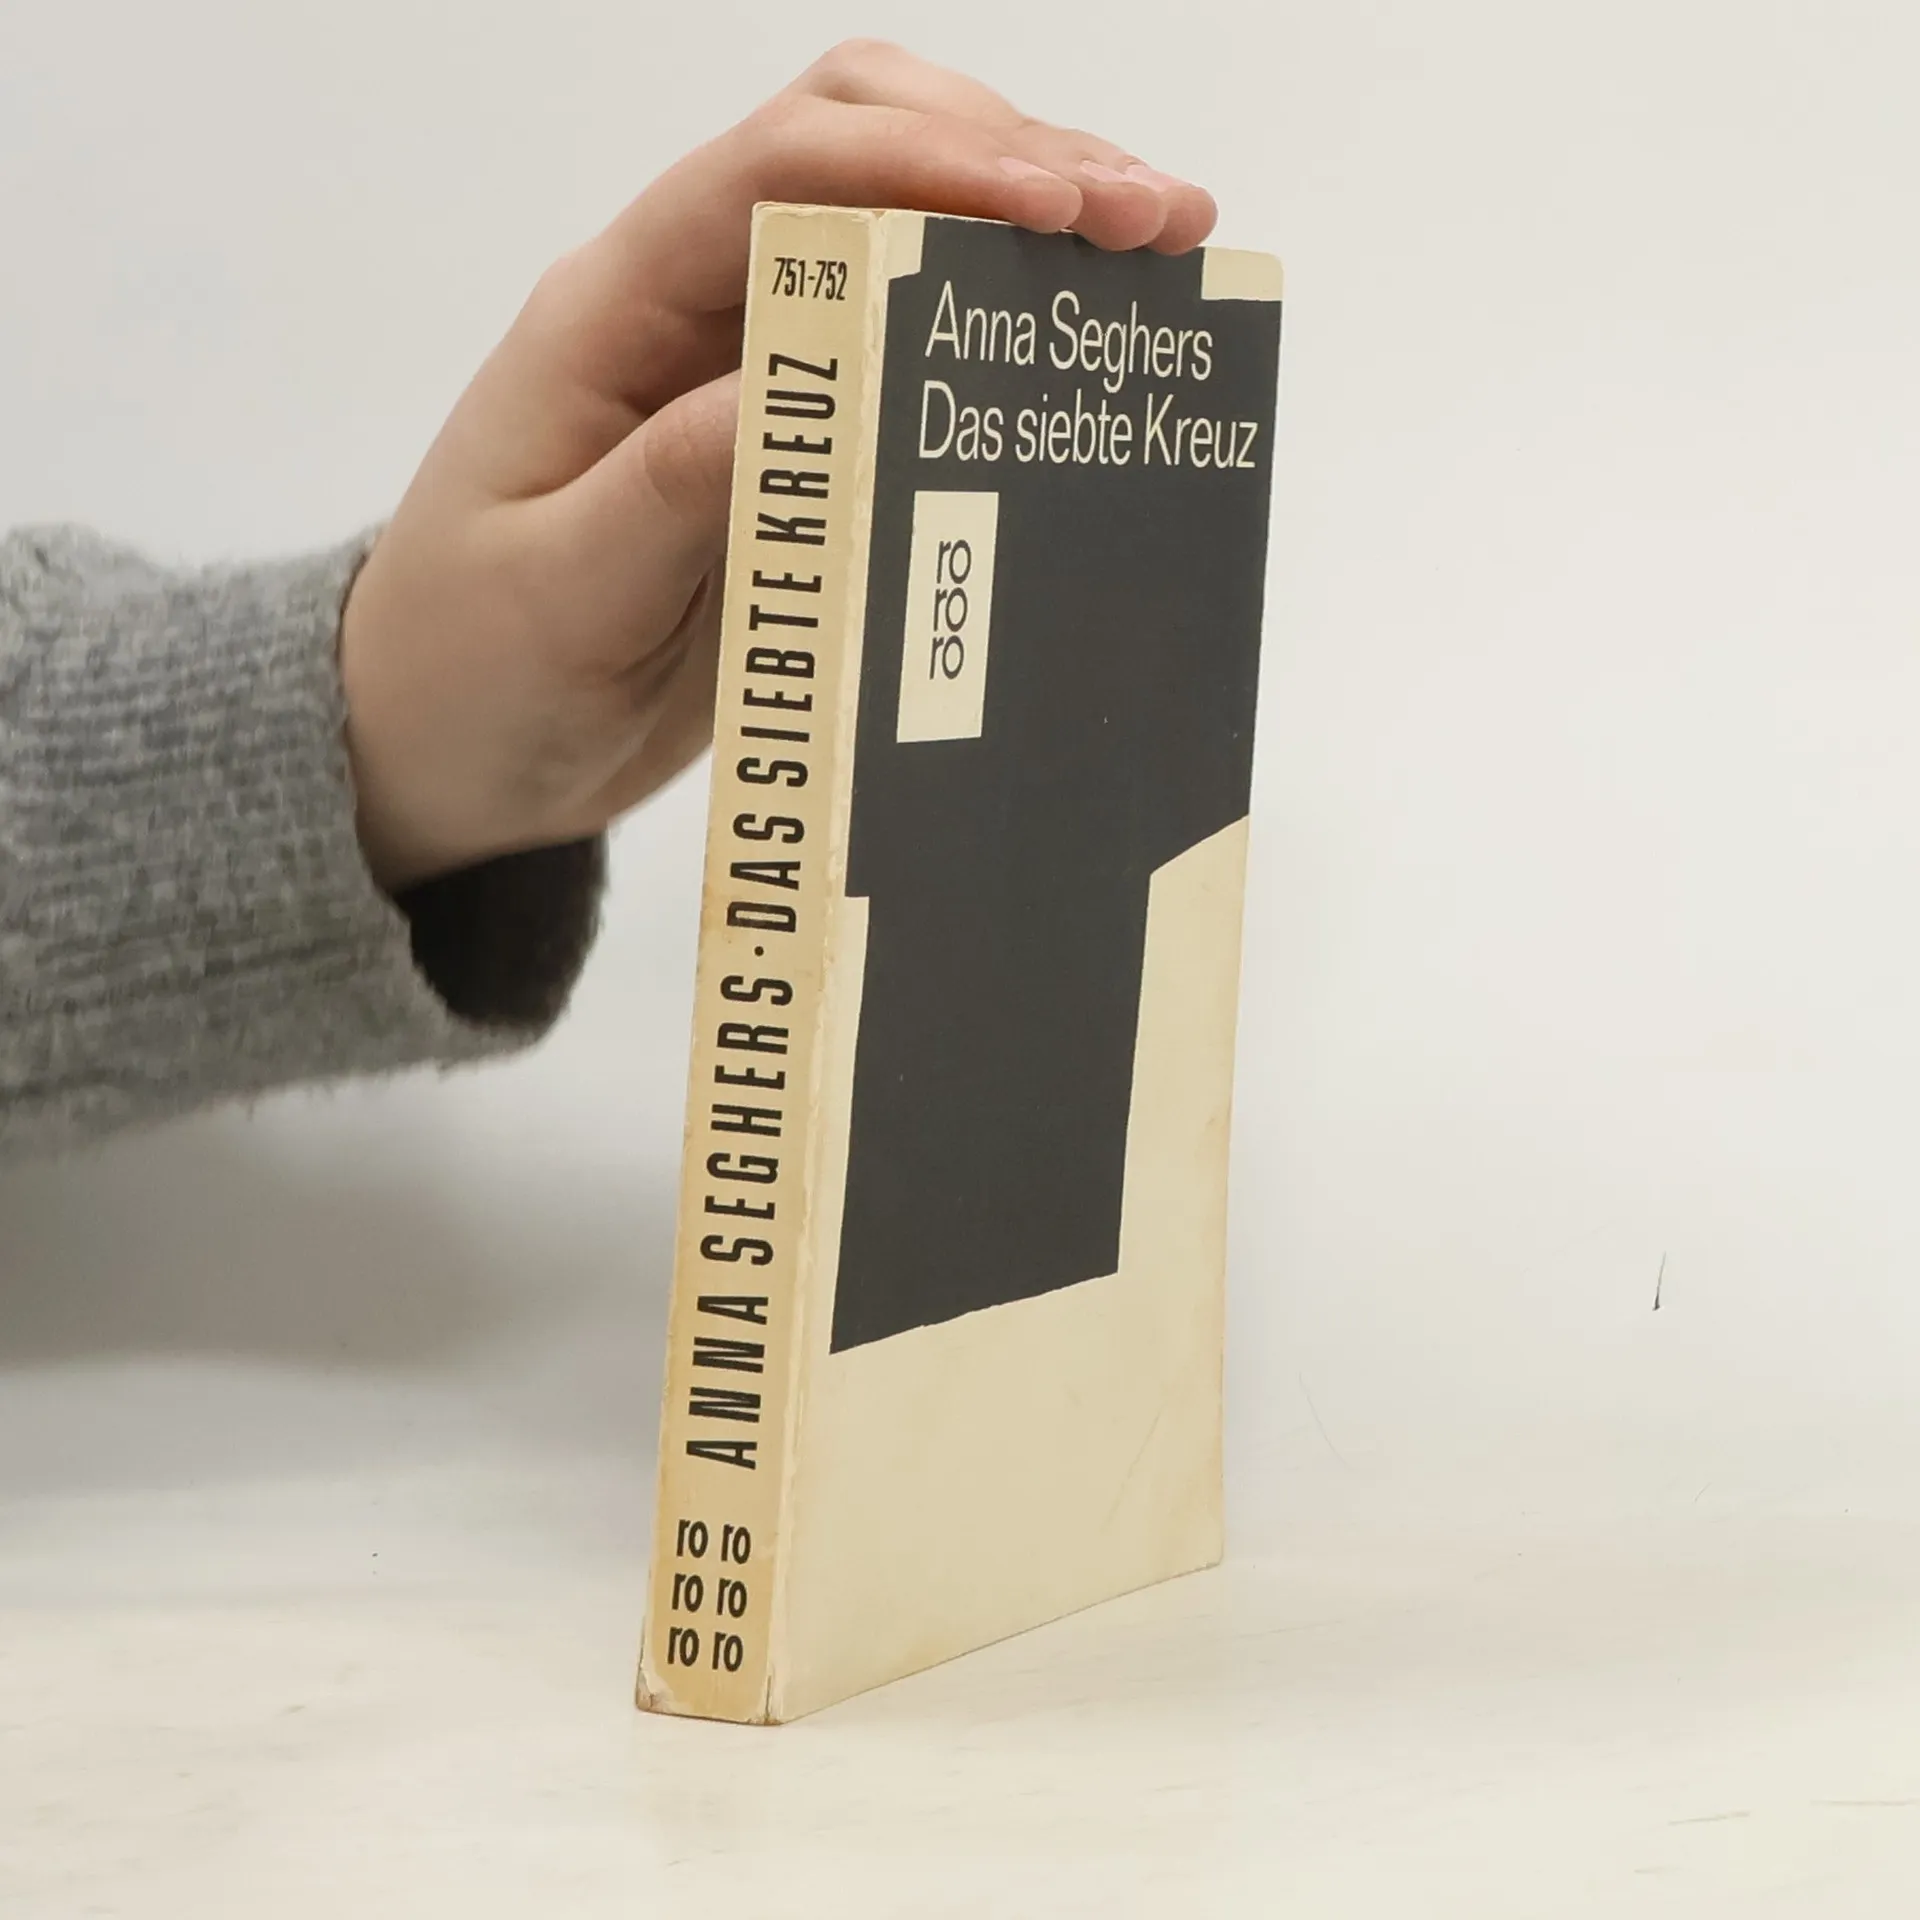 751-752
ANNA SEGHERS · DAS SIEBTE KREUZ
ro ro
ro ro
ro ro
Anna Seghers
Das siebte Kreuz
ro
ro
ro